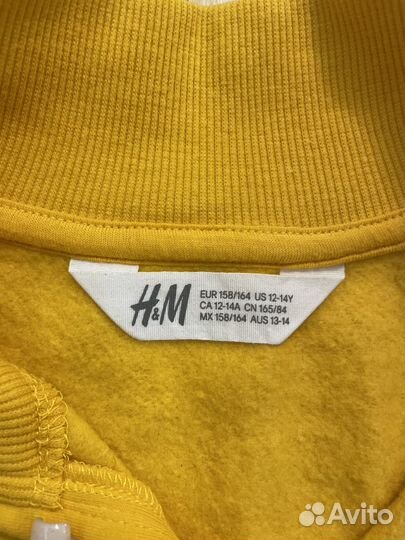 H&M
EUR 158/164 US 12-14Y
CA 12-14A CN 165/84
MX 158/164 AUS 13-14
Avito